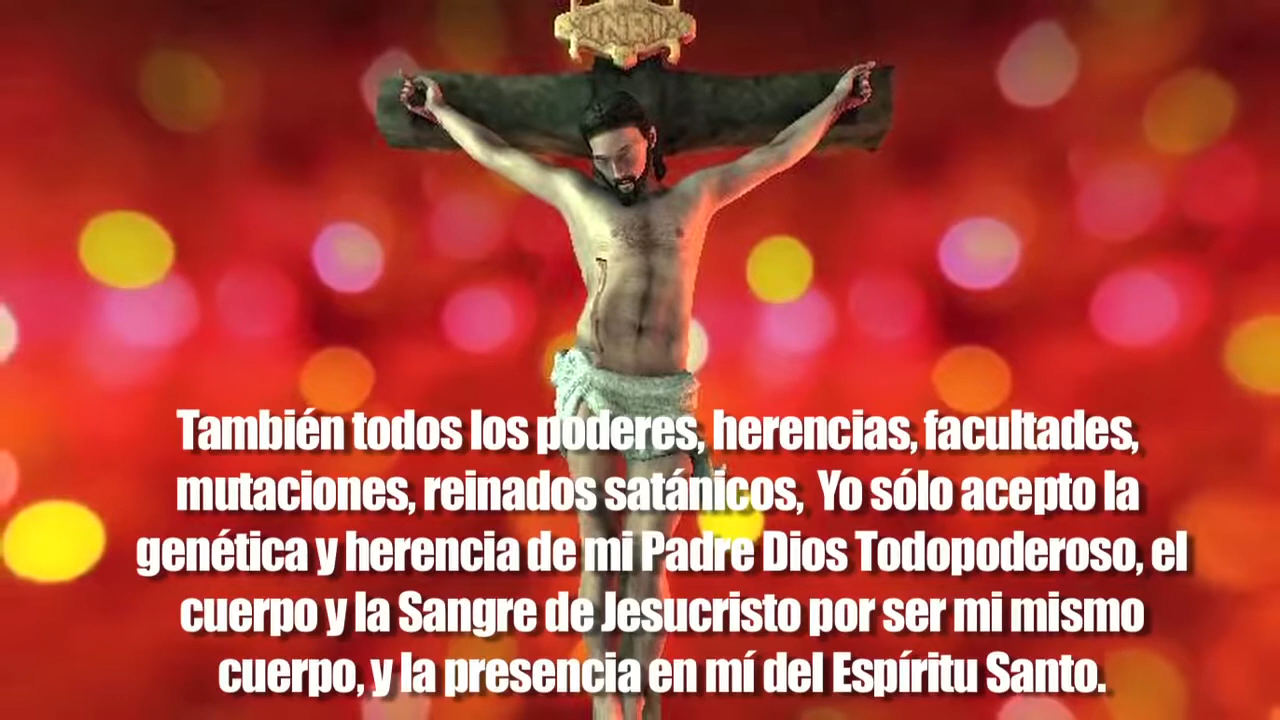 INRI
También todos los poderes, herencias, facultades,
mutaciones, reinados satánicos,  Yo sólo acepto la
genética y herencia de mi Padre Dios Todopoderoso, el
cuerpo y la Sangre de Jesucristo por ser mi mismo
cuerpo, y la presencia en mí del Espíritu Santo.